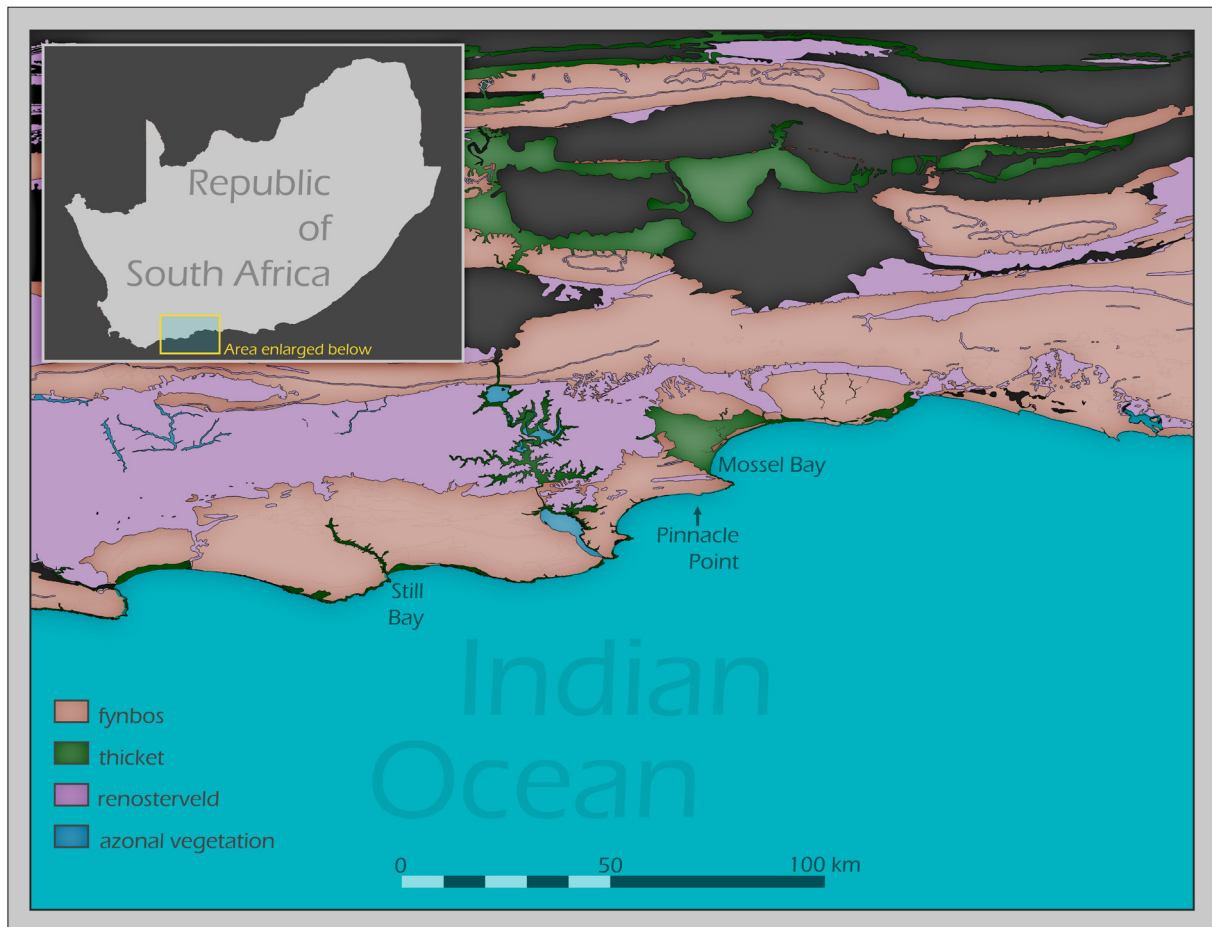 Republic
of
South Africa
Area enlarged below
Mossel Bay
Pinnacle
Point
Still
Bay
Indian
Ocean
fynbos
thicket
renosterveld
azonal vegetation
0 50 100 km